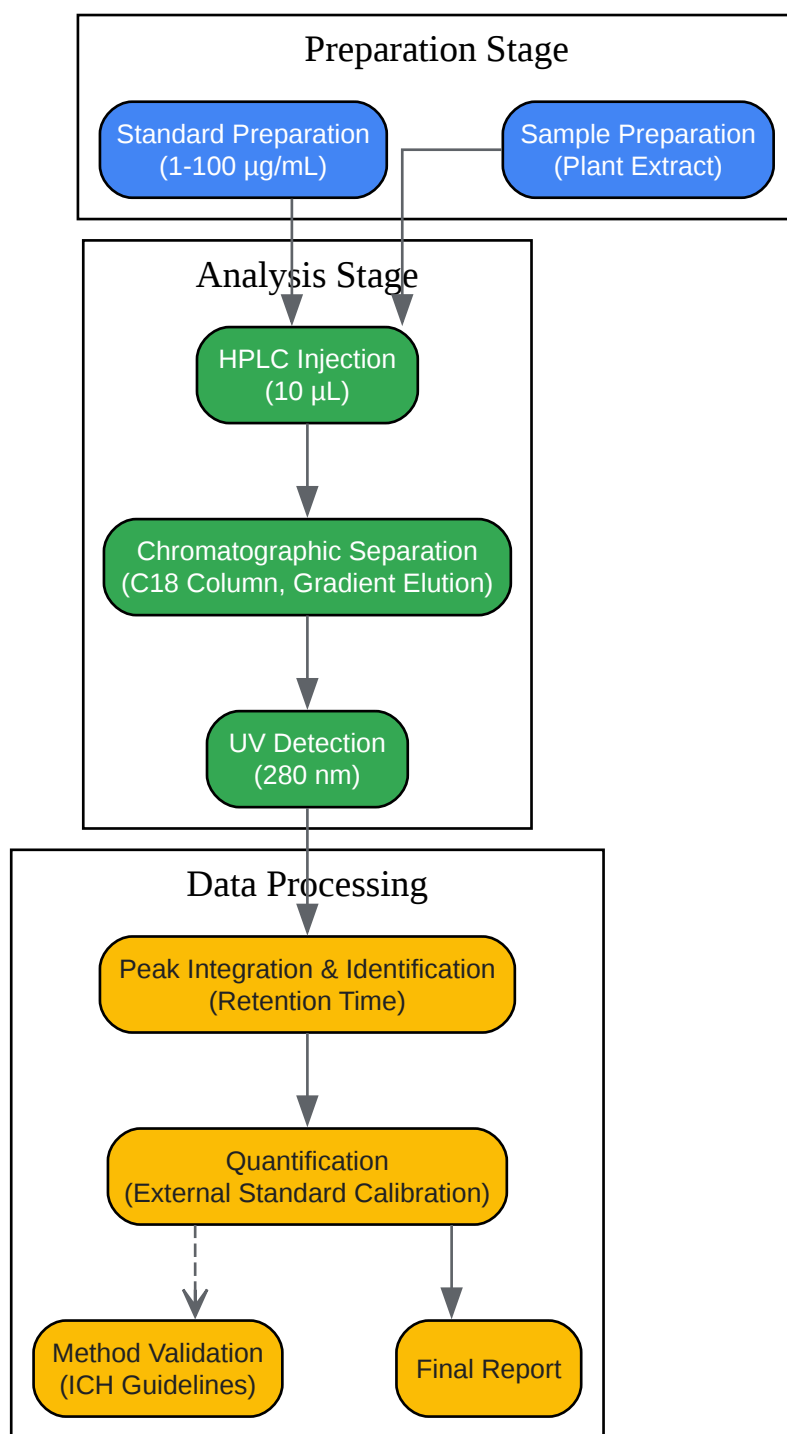 Preparation Stage
Standard Preparation
(1-100 µg/mL)
Sample Preparation
(Plant Extract)
Analysis Stage
HPLC Injection
(10 µL)
Chromatographic Separation
(C18 Column, Gradient Elution)
UV Detection
(280 nm)
Data Processing
Peak Integration & Identification
(Retention Time)
Quantification
(External Standard Calibration)
Method Validation
(ICH Guidelines)
Final Report